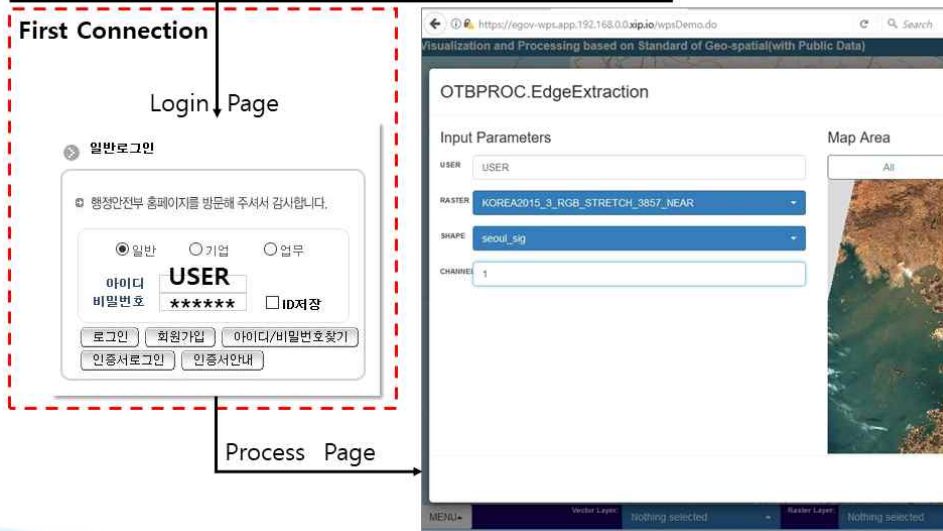 First Connection
Login Page
일반로그인
행정안전부 홈페이지를 방문해 주셔서 감사합니다.
일반 기업 업무
아이디 USER
비밀번호 ****** ID저장
로그인 회원가입 아이디/비밀번호찾기
인증서로그인 인증서안내
Process Page
https://egov-wps.app.192.168.0.0.xip.io/wpsDemo.do
Search
Visualization and Processing based on Standard of Geo-spatial(with Public Data)
OTBPROC.EdgeExtraction
Input Parameters
USER USER
RASTER KOREA2015_3_RGB_STRETCH_3857_NEAR
SHAPE seoul_sig
CHANNEL 1
Map Area
All
MENU
Vector Layer: Nothing selected
Raster Layer: Nothing selected